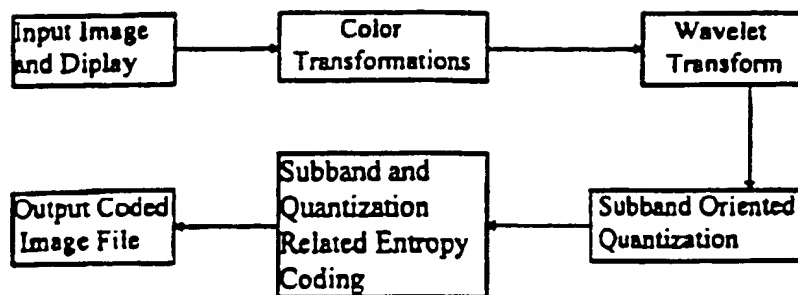 Input Image
and Diplay
Color
Transformations
Wavelet
Transform
Subband Oriented
Quantization
Subband and
Quantization
Related Entropy
Coding
Output Coded
Image File